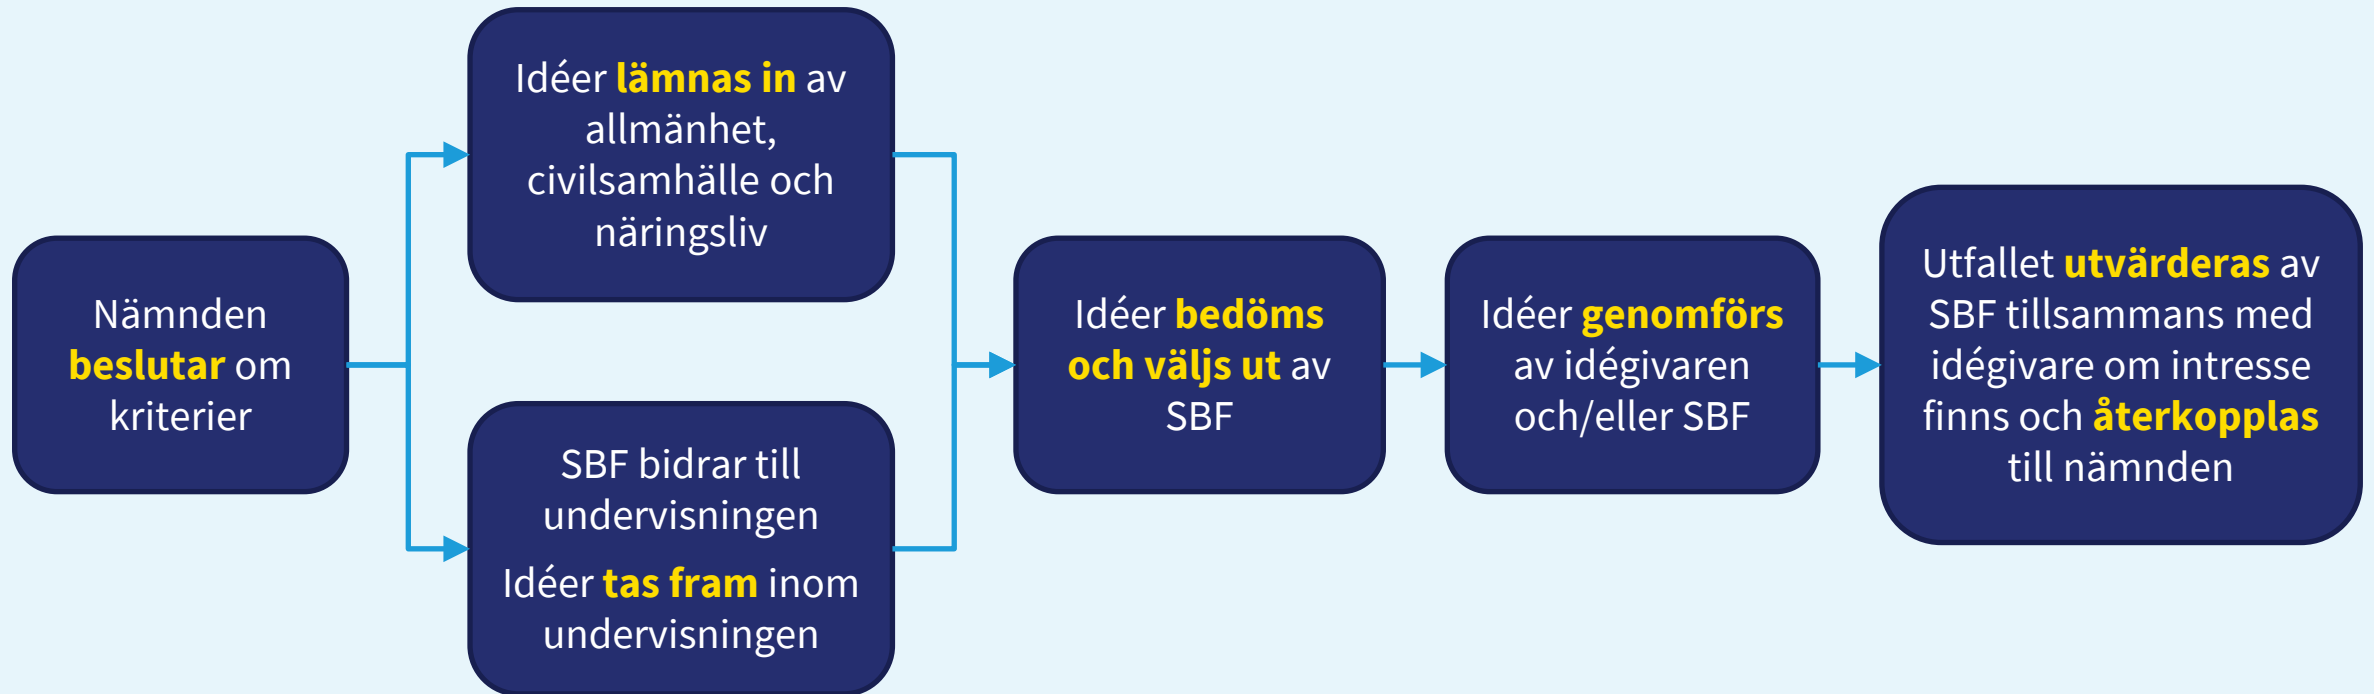 Nämnden
beslutar om
kriterier
Idéer lämnas in av
allmänhet,
civilsamhälle och
näringsliv
SBF bidrar till
undervisningen
Idéer tas fram inom
undervisningen
Idéer bedöms
och väljs ut av
SBF
Idéer genomförs
av idégivaren
och/eller SBF
Utfallet utvärderas av
SBF tillsammans med
idégivare om intresse
finns och återkopplas
till nämnden